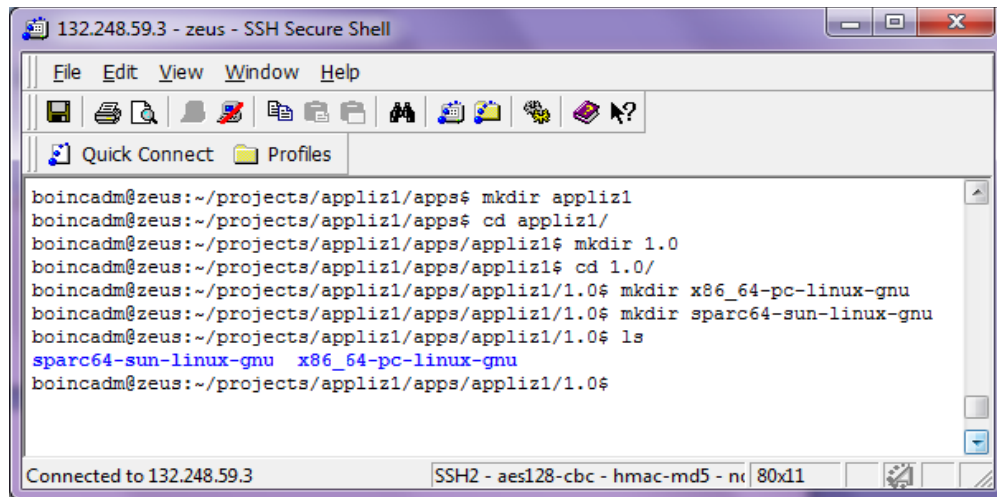 132.248.59.3 - zeus - SSH Secure Shell
File Edit View Window Help
Quick Connect Profiles
boincadm@zeus:~/projects/appliz1/apps$ mkdir appliz1
boincadm@zeus:~/projects/appliz1/apps$ cd appliz1/
boincadm@zeus:~/projects/appliz1/apps/appliz1$ mkdir 1.0
boincadm@zeus:~/projects/appliz1/apps/appliz1$ cd 1.0/
boincadm@zeus:~/projects/appliz1/apps/appliz1/1.0$ mkdir x86_64-pc-linux-gnu
boincadm@zeus:~/projects/appliz1/apps/appliz1/1.0$ mkdir sparc64-sun-linux-gnu
boincadm@zeus:~/projects/appliz1/apps/appliz1/1.0$ ls
sparc64-sun-linux-gnu x86_64-pc-linux-gnu
boincadm@zeus:~/projects/appliz1/apps/appliz1/1.0$
Connected to 132.248.59.3 SSH2 - aes128-cbc - hmac-md5 - no 80x11